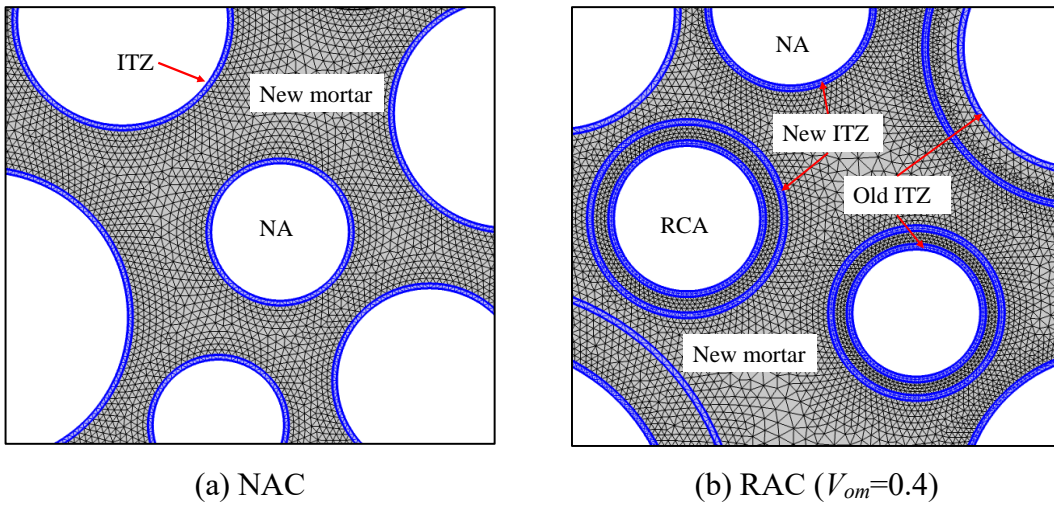 ITZ
New mortar
NA
NA
New ITZ
Old ITZ
RCA
New mortar
(a) NAC
(b) RAC (Vom=0.4)